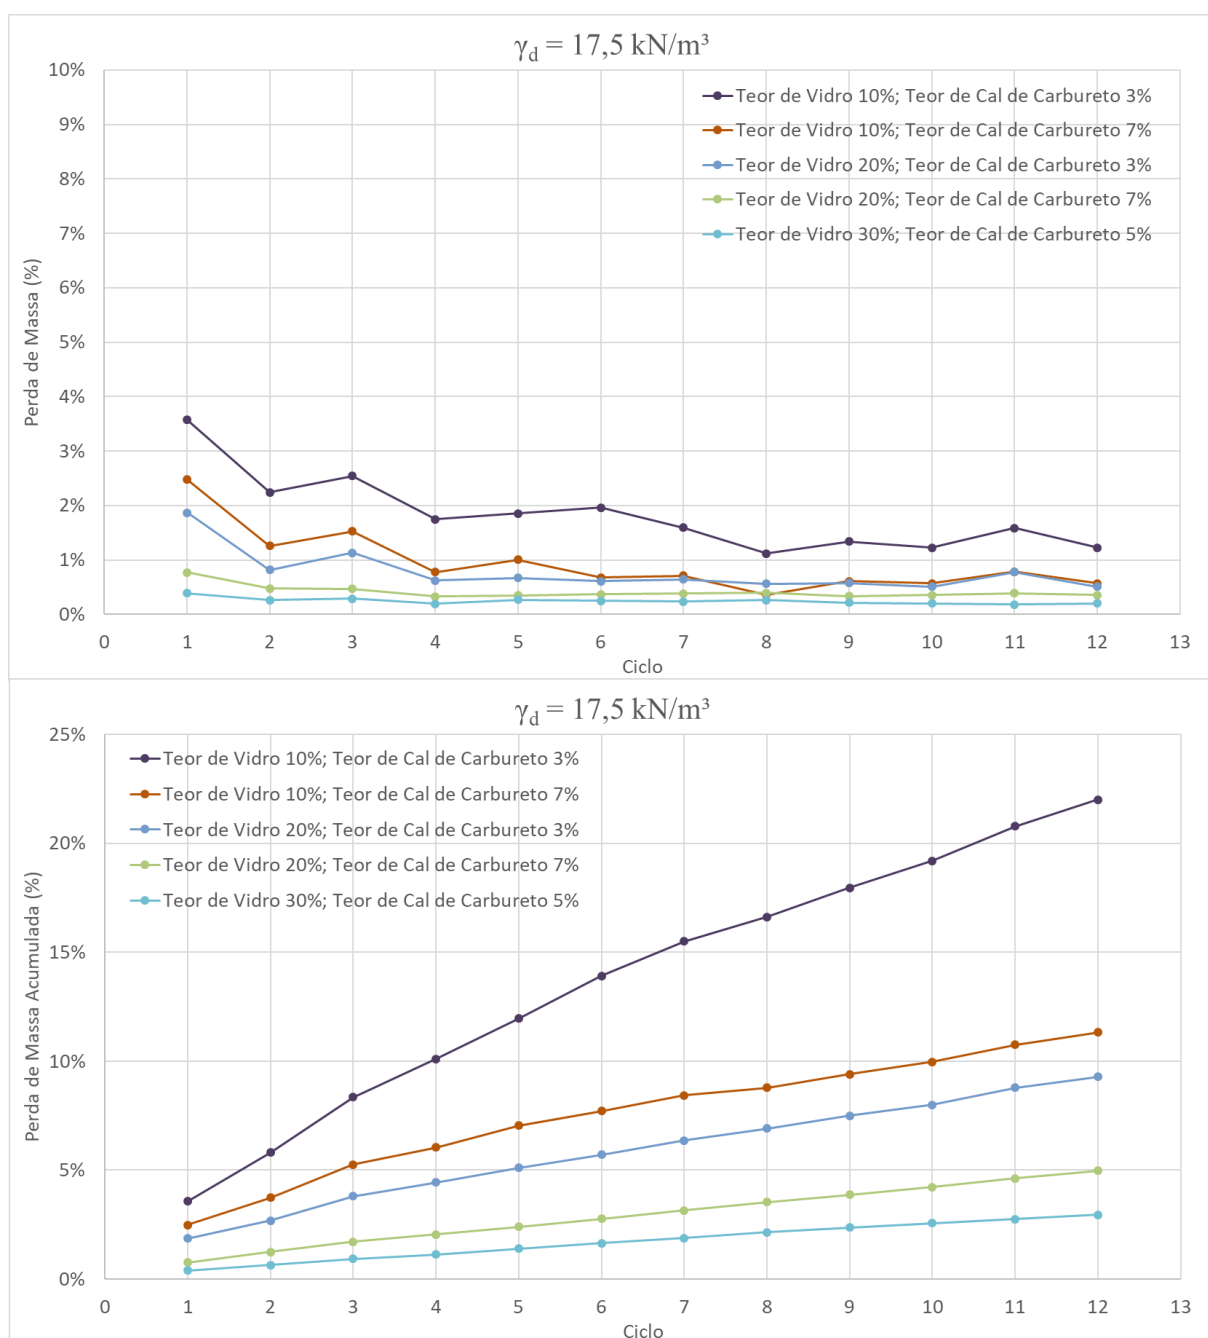 γd = 17,5 kN/m³
10%
9%
8%
7%
6%
5%
4%
3%
2%
1%
0%
Perda de Massa (%)
Teor de Vidro 10%; Teor de Cal de Carbureto 3%
Teor de Vidro 10%; Teor de Cal de Carbureto 7%
Teor de Vidro 20%; Teor de Cal de Carbureto 3%
Teor de Vidro 20%; Teor de Cal de Carbureto 7%
Teor de Vidro 30%; Teor de Cal de Carbureto 5%
0 1 2 3 4 5 6 7 8 9 10 11 12 13
Ciclo
γd = 17,5 kN/m³
25%
20%
15%
10%
5%
0%
Perda de Massa Acumulada (%)
Teor de Vidro 10%; Teor de Cal de Carbureto 3%
Teor de Vidro 10%; Teor de Cal de Carbureto 7%
Teor de Vidro 20%; Teor de Cal de Carbureto 3%
Teor de Vidro 20%; Teor de Cal de Carbureto 7%
Teor de Vidro 30%; Teor de Cal de Carbureto 5%
0 1 2 3 4 5 6 7 8 9 10 11 12 13
Ciclo